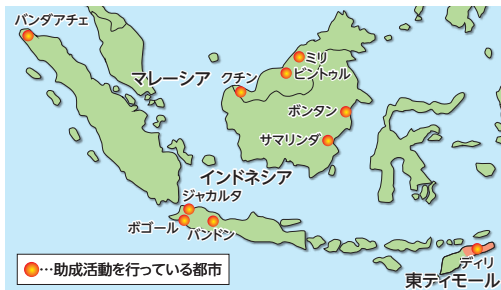 バンダアチェ
マレーシア
ミリ
ビントゥル
クチン
ボンタン
サマリンダ
インドネシア
ジャカルタ
ボゴール
バンドン
ディリ
東ティモール
…助成活動を行っている都市